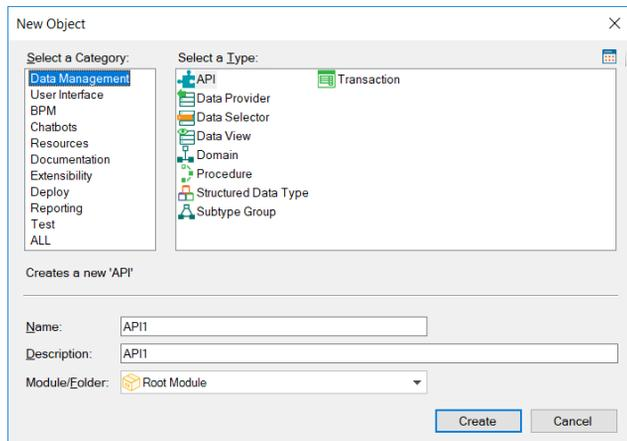 New Object
Select a Category:
Data Management
User Interface
BPM
Chatbots
Resources
Documentation
Extensibility
Deploy
Reporting
Test
ALL
Select a Type:
API
Data Provider
Data Selector
Data View
Domain
Procedure
Structured Data Type
Subtype Group
Transaction
Creates a new 'API'
Name: API1
Description: API1
Module/Folder: Root Module
Create Cancel